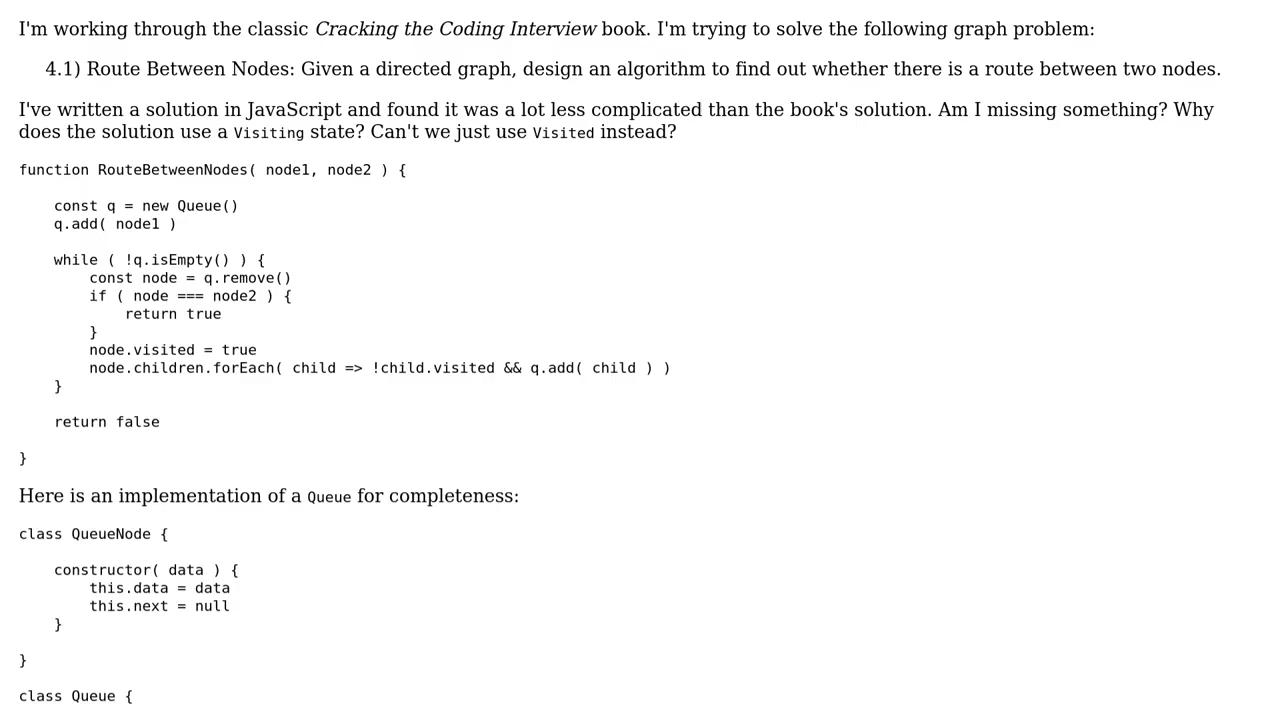 I'm working through the classic Cracking the Coding Interview book. I'm trying to solve the following graph problem:
4.1) Route Between Nodes: Given a directed graph, design an algorithm to find out whether there is a route between two nodes.
I've written a solution in JavaScript and found it was a lot less complicated than the book's solution. Am I missing something? Why
does the solution use a Visiting state? Can't we just use Visited instead?
function RouteBetweenNodes( node1, node2 ) {
    const q = new Queue()
    q.add( node1 )
    while ( !q.isEmpty() ) {
        const node = q.remove()
        if ( node === node2 ) {
            return true
        }
        node.visited = true
        node.children.forEach( child => !child.visited && q.add( child ) )
    }
    return false
}
Here is an implementation of a Queue for completeness:
class QueueNode {
    constructor( data ) {
        this.data = data
        this.next = null
    }
}
class Queue {